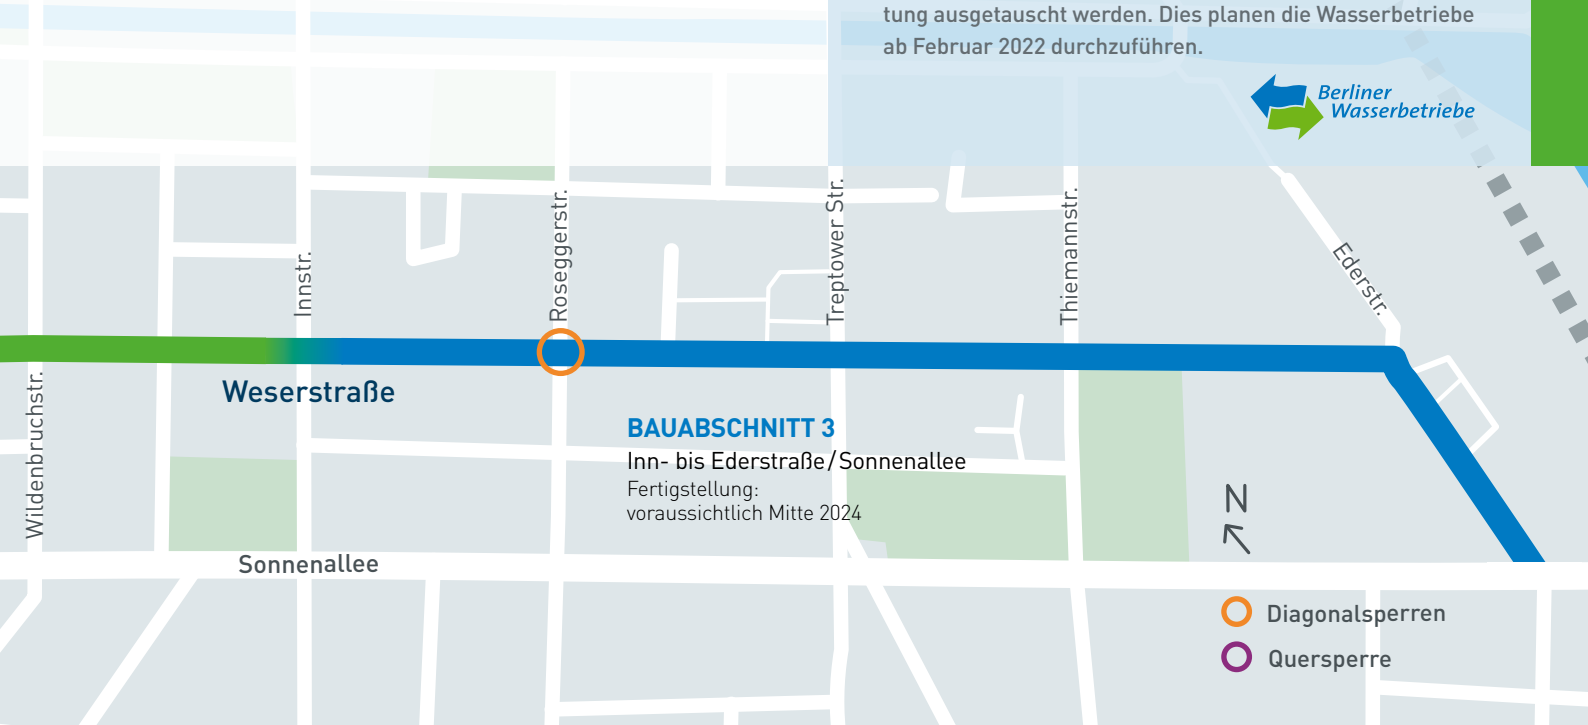 tung ausgetauscht werden. Dies planen die Wasserbetriebe
ab Februar 2022 durchzuführen.
Berliner
Wasserbetriebe
Wildenbruchstr.
Innstr.
Roseggerstr.
Treptower Str.
Thiemannstr.
Ederstr.
Weserstraße
BAUABSCHNITT 3
Inn- bis Ederstraße/Sonnenallee
Fertigstellung:
voraussichtlich Mitte 2024
N
Sonnenallee
Diagonalsperren
Quersperre